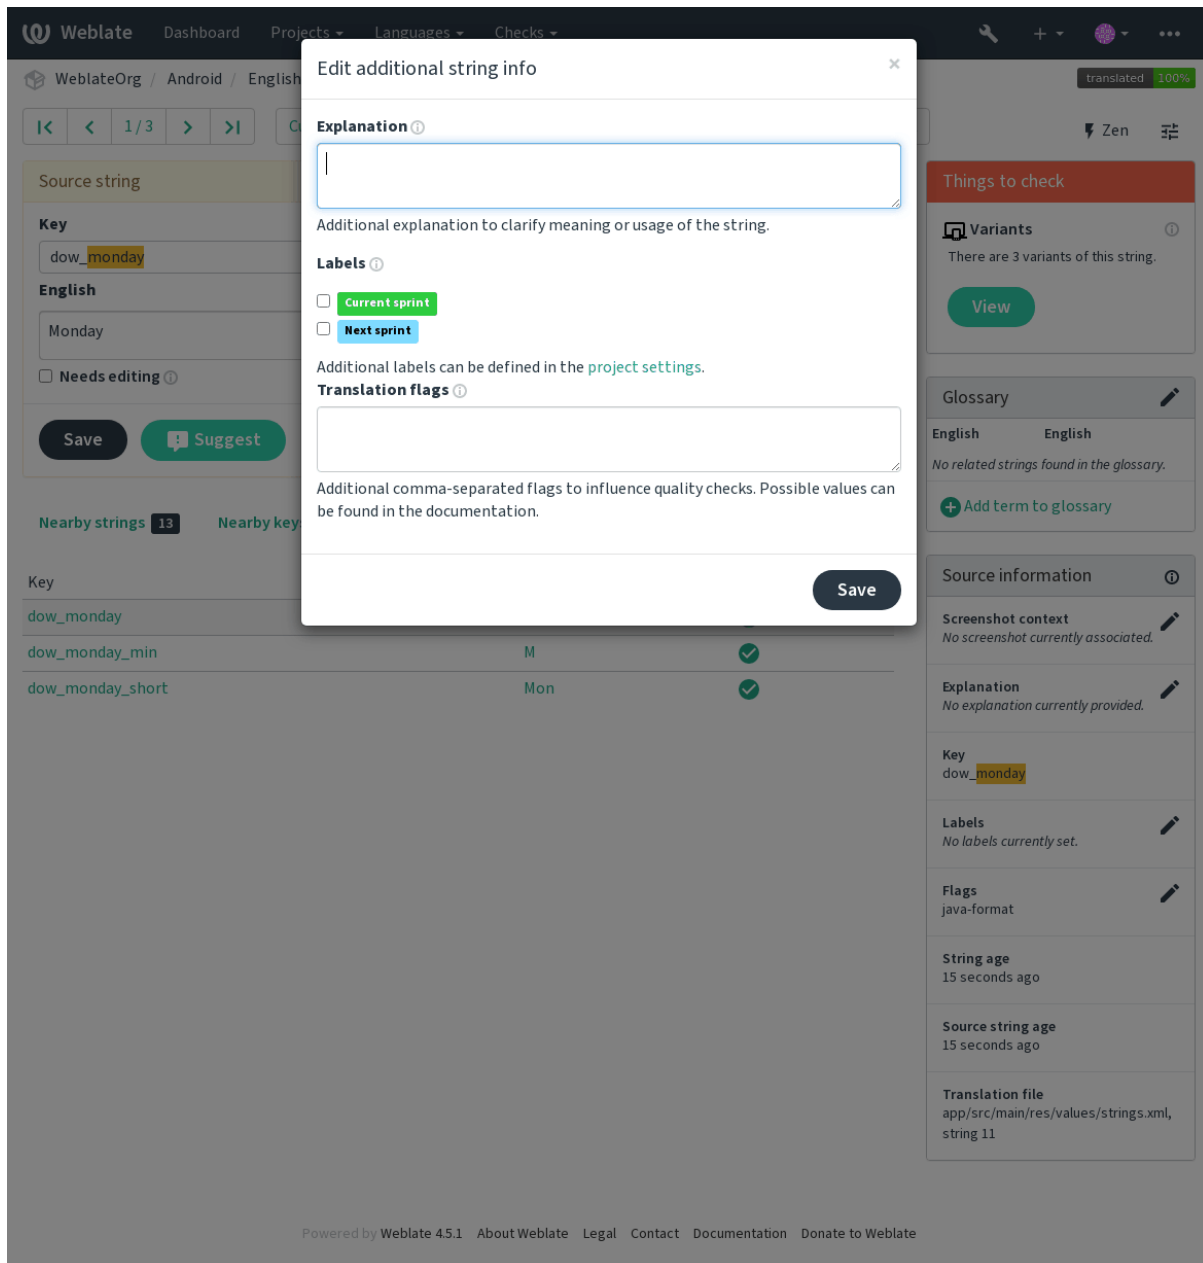 Weblate Dashboard Projects Languages Checks
WeblateOrg / Android / English
translated 100%
1 / 3
Zen
Edit additional string info
×
Explanation
Additional explanation to clarify meaning or usage of the string.
Labels
Current sprint
Next sprint
Additional labels can be defined in the project settings.
Translation flags
Additional comma-separated flags to influence quality checks. Possible values can
be found in the documentation.
Save
Source string
Key
dow_monday
English
Monday
Needs editing
Save Suggest
Nearby strings 13
Nearby key
Key
dow_monday
dow_monday_min M
dow_monday_short Mon
Things to check
Variants
There are 3 variants of this string.
View
Glossary
English English
No related strings found in the glossary.
Add term to glossary
Source information
Screenshot context
No screenshot currently associated.
Explanation
No explanation currently provided.
Key
dow_monday
Labels
No labels currently set.
Flags
java-format
String age
15 seconds ago
Source string age
15 seconds ago
Translation file
app/src/main/res/values/strings.xml,
string 11
Powered by Weblate 4.5.1 About Weblate Legal Contact Documentation Donate to Weblate